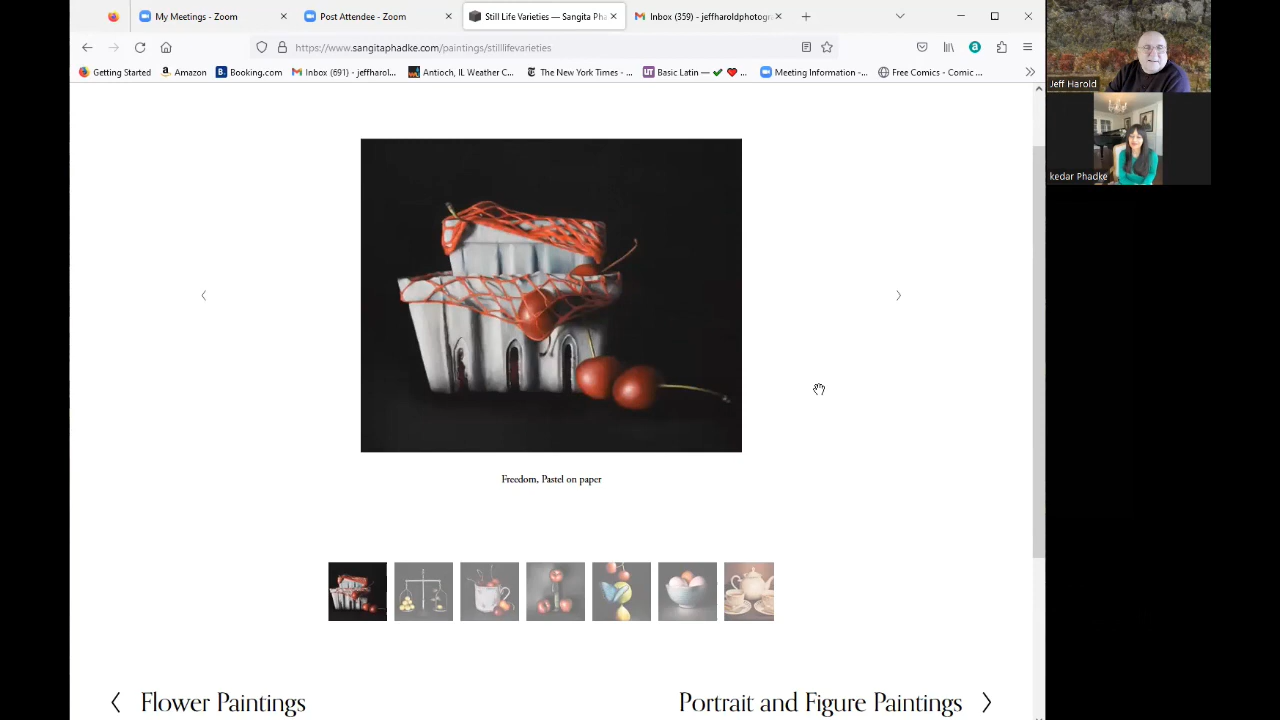 My Meetings - Zoom
Post Attendee - Zoom
Still Life Varieties — Sangita Pha
Inbox (359) - jeffharoldphotogr
https://www.sangitaphadke.com/paintings/stilllifevarieties
Getting Started
Amazon
Booking.com
Inbox (691) - jeffharol...
Antioch, IL Weather C...
The New York Times - ...
Basic Latin — ✔ ❤ ...
Meeting Information -...
Free Comics - Comic ...
Jeff Harold
kedar Phadke
Freedom. Pastel on paper
Flower Paintings
Portrait and Figure Paintings